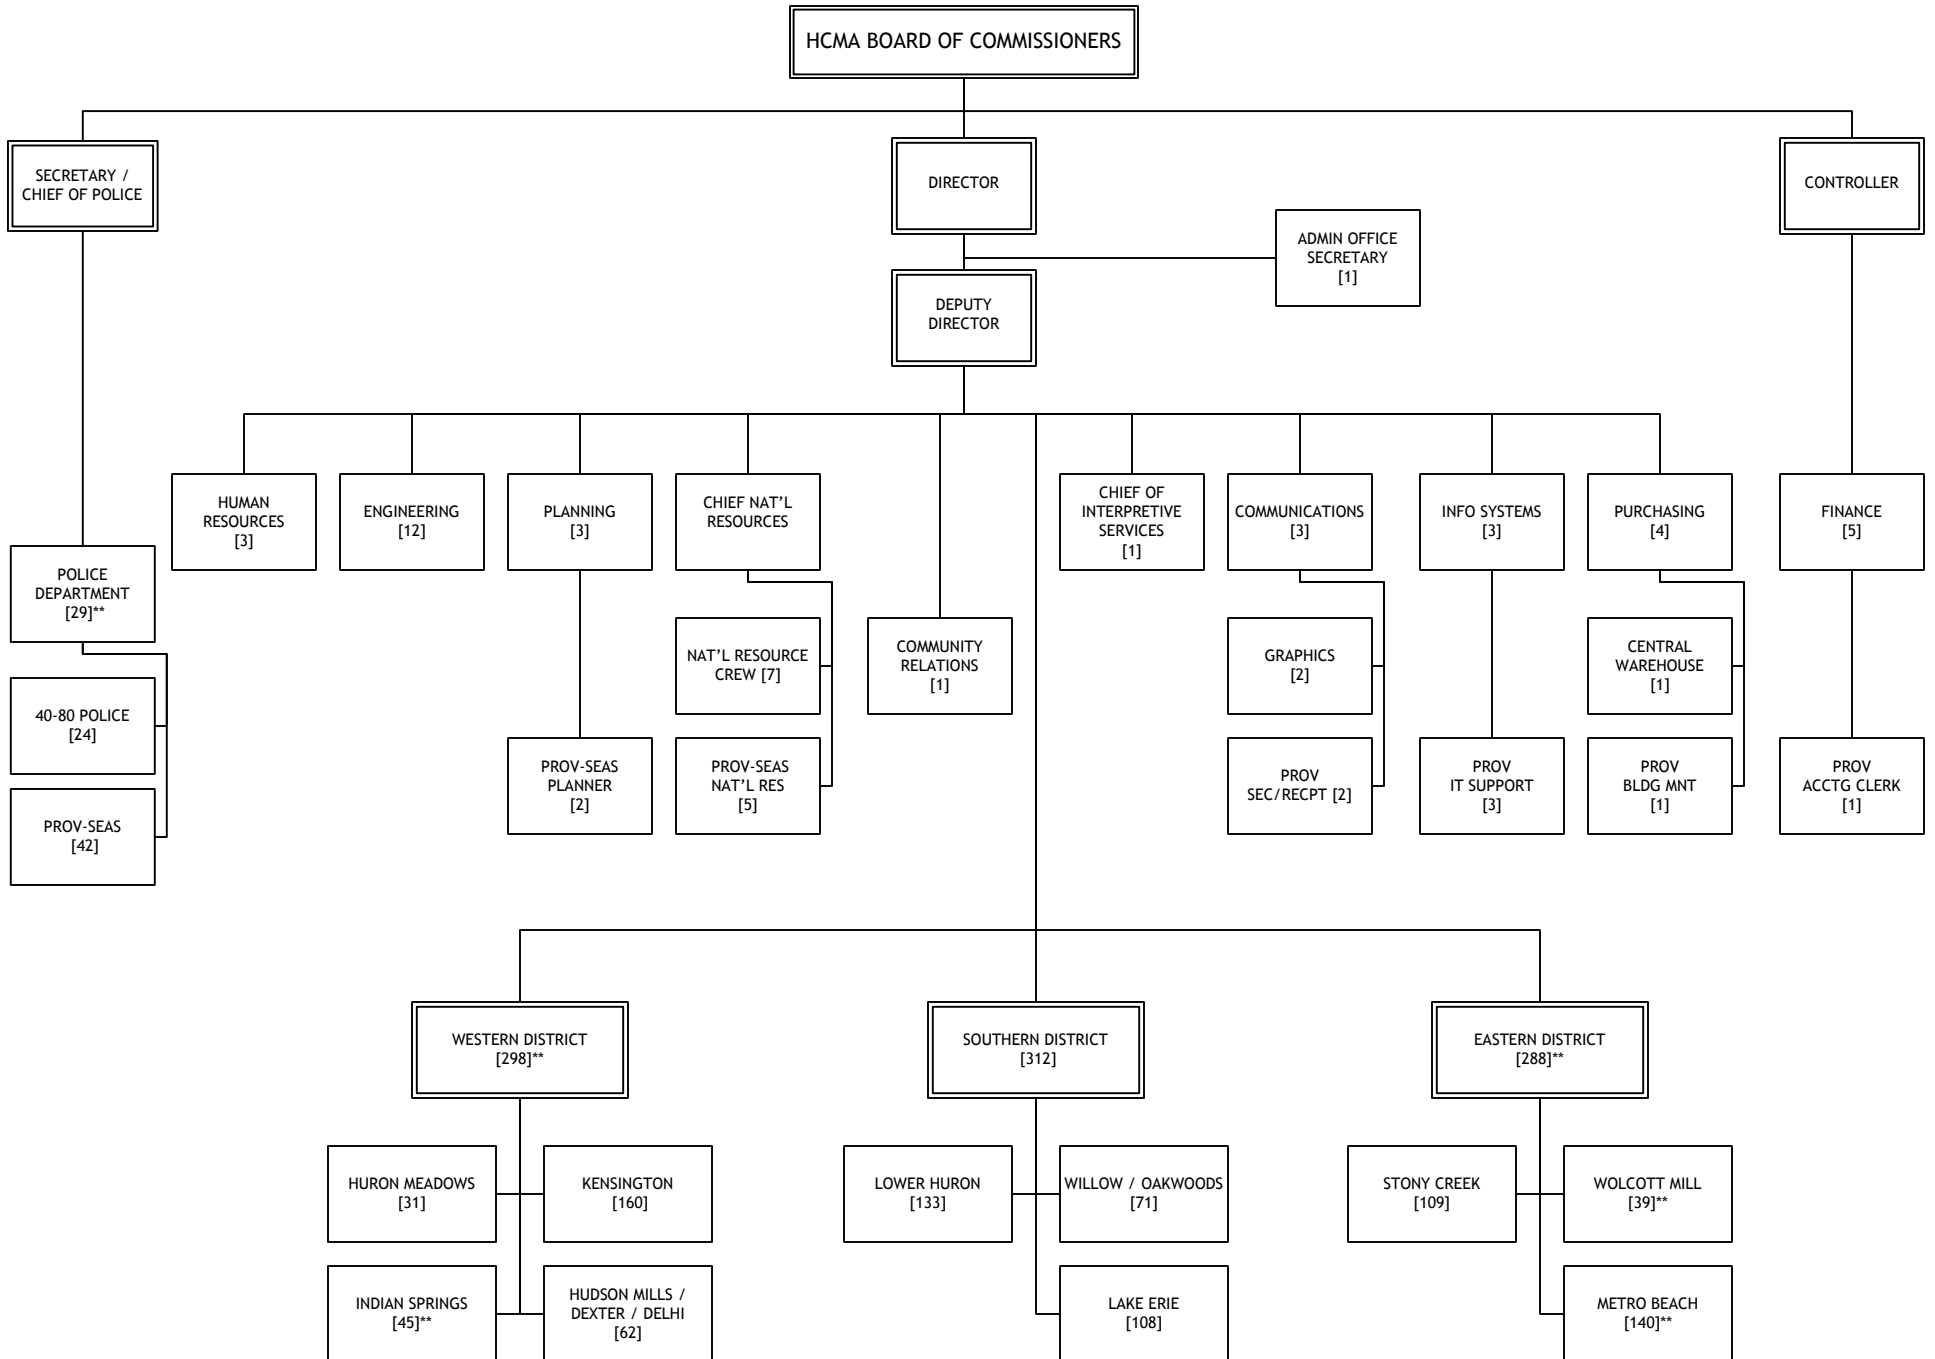 HCMA BOARD OF COMMISSIONERS
SECRETARY /
CHIEF OF POLICE
DIRECTOR
CONTROLLER
ADMIN OFFICE
SECRETARY
[1]
DEPUTY
DIRECTOR
HUMAN
RESOURCES
[3]
ENGINEERING
[12]
PLANNING
[3]
CHIEF NAT'L
RESOURCES
CHIEF OF
INTERPRETIVE
SERVICES
[1]
COMMUNICATIONS
[3]
INFO SYSTEMS
[3]
PURCHASING
[4]
FINANCE
[5]
POLICE
DEPARTMENT
[29]**
NAT'L RESOURCE
CREW [7]
COMMUNITY
RELATIONS
[1]
GRAPHICS
[2]
CENTRAL
WAREHOUSE
[1]
40-80 POLICE
[24]
PROV-SEAS
PLANNER
[2]
PROV-SEAS
NAT'L RES
[5]
PROV
SEC/RECPT [2]
PROV
IT SUPPORT
[3]
PROV
BLDG MNT
[1]
PROV
ACCTG CLERK
[1]
PROV-SEAS
[42]
WESTERN DISTRICT
[298]**
SOUTHERN DISTRICT
[312]
EASTERN DISTRICT
[288]**
HURON MEADOWS
[31]
KENSINGTON
[160]
LOWER HURON
[133]
WILLOW / OAKWOODS
[71]
STONY CREEK
[109]
WOLCOTT MILL
[39]**
INDIAN SPRINGS
[45]**
HUDSON MILLS /
DEXTER / DELHI
[62]
LAKE ERIE
[108]
METRO BEACH
[140]**